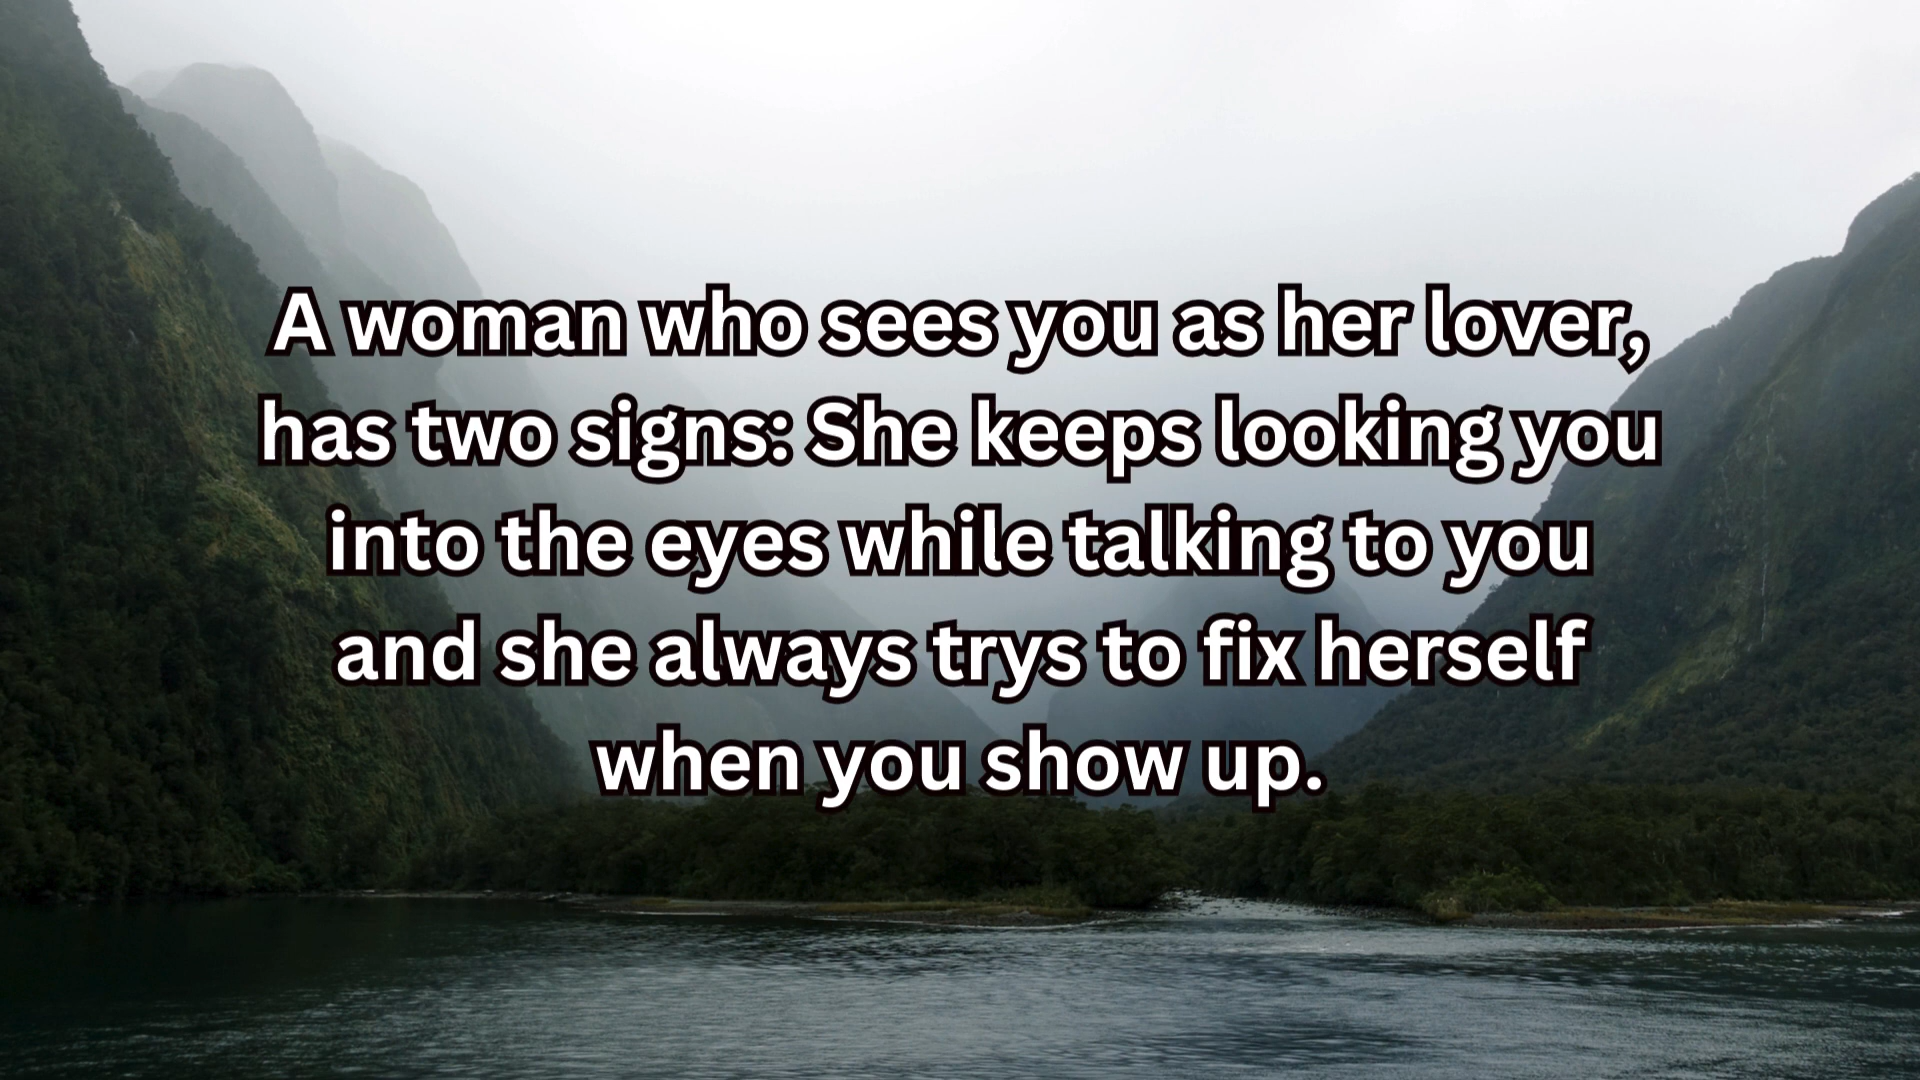 A woman who sees you as her lover,
has two signs: She keeps looking you
into the eyes while talking to you
and she always trys to fix herself
when you show up.